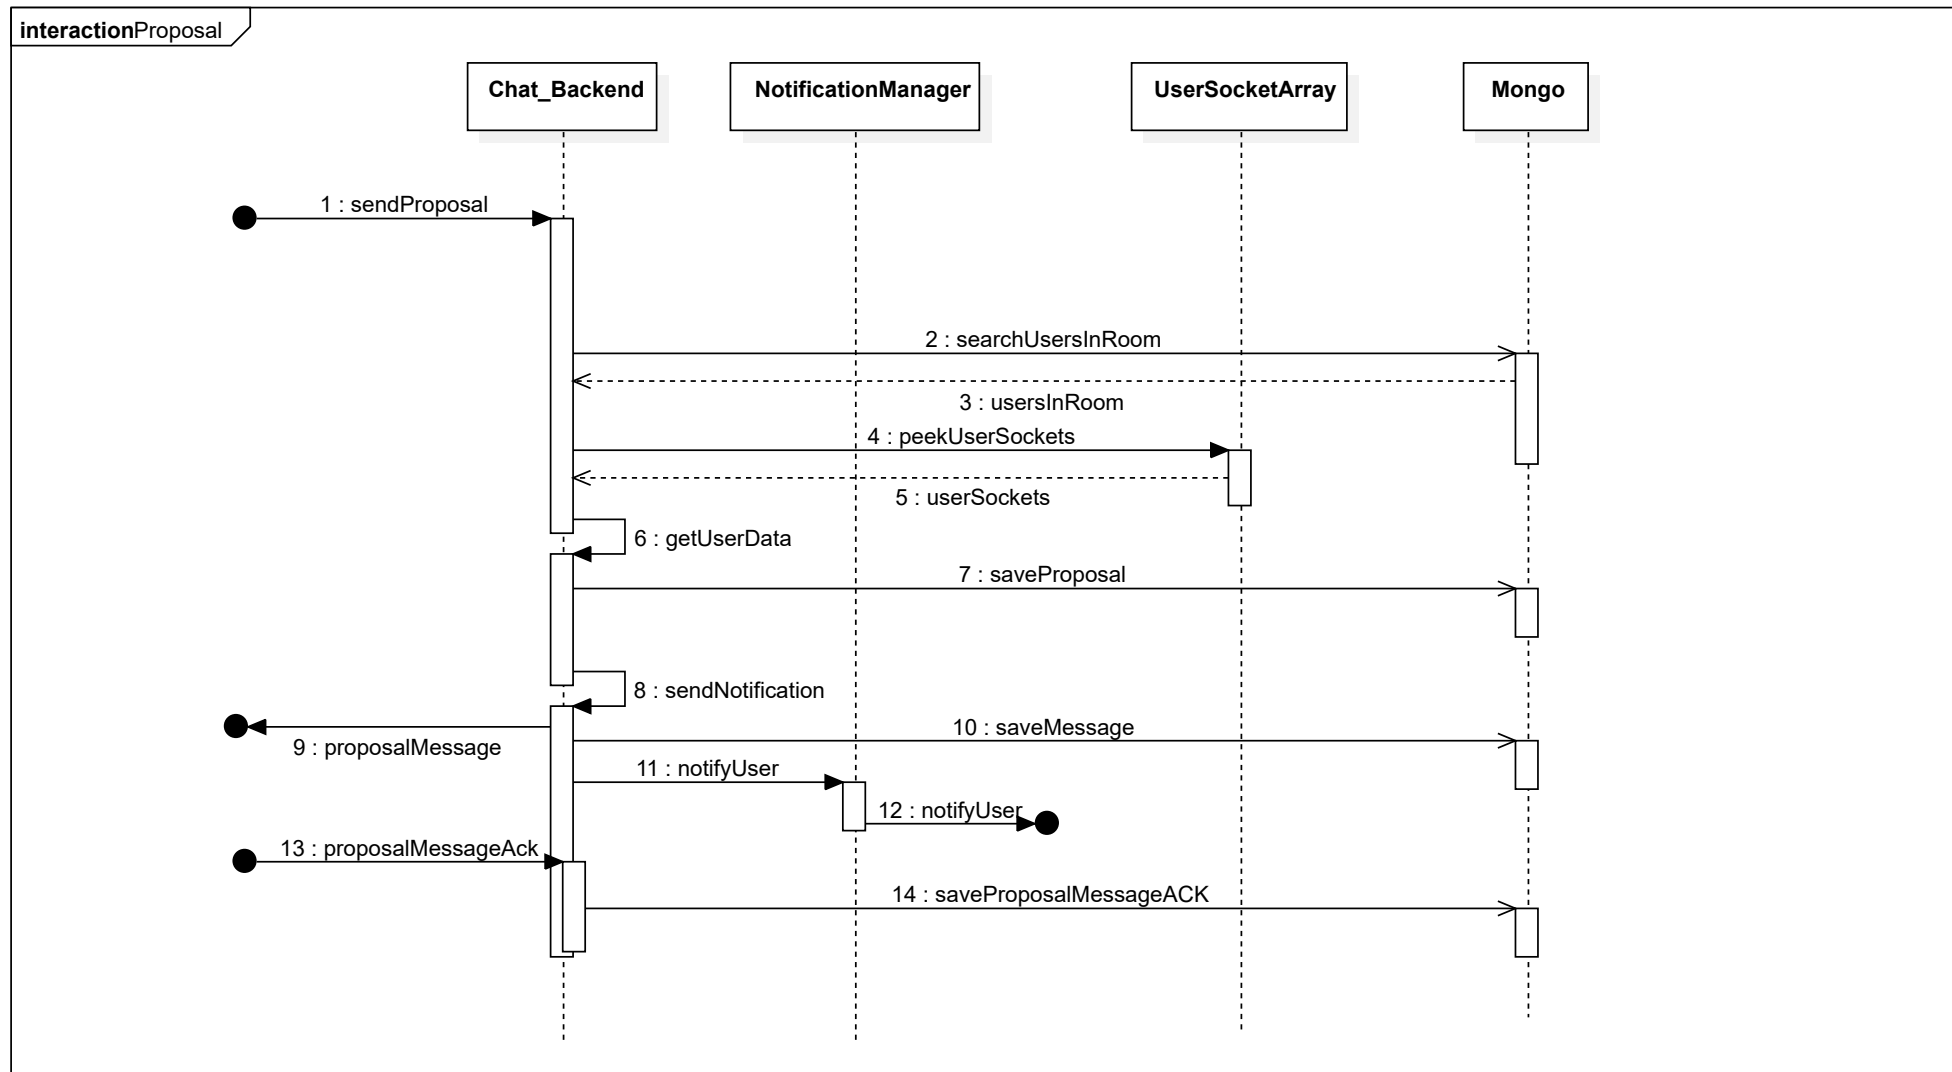 interactionProposal
Chat_Backend
NotificationManager
UserSocketArray
Mongo
1 : sendProposal
2 : searchUsersInRoom
3 : usersInRoom
4 : peekUserSockets
5 : userSockets
6 : getUserData
7 : saveProposal
8 : sendNotification
9 : proposalMessage
10 : saveMessage
11 : notifyUser
12 : notifyUser
13 : proposalMessageAck
14 : saveProposalMessageACK